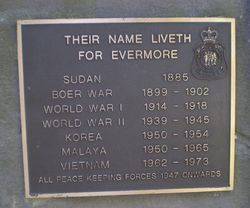 THEIR NAME LIVETH
FOR EVERMORE
SUDAN 1885
BOER WAR 1899 - 1902
WORLD WAR I 1914 - 1918
WORLD WAR II 1939 - 1945
KOREA 1950 - 1954
MALAYA 1950 - 1965
VIETNAM 1962 - 1973
ALL PEACE KEEPING FORCES 1947 ONWARDS